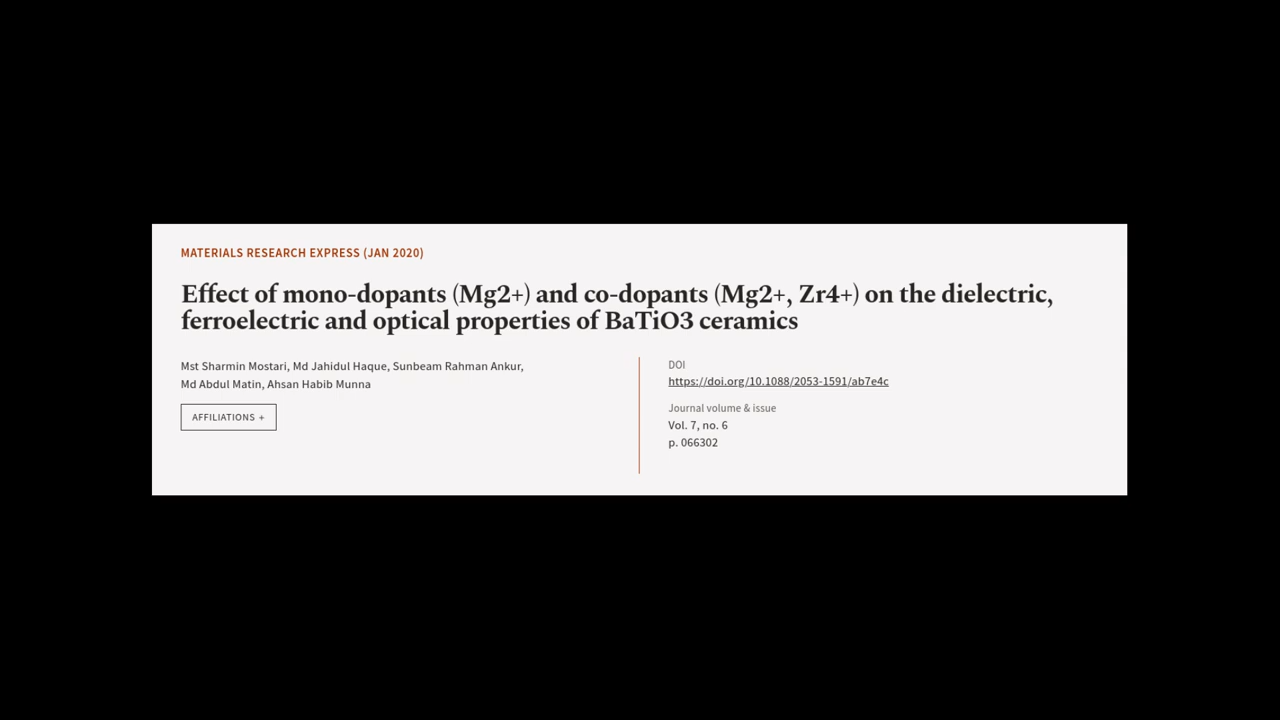 MATERIALS RESEARCH EXPRESS (JAN 2020)
Effect of mono-dopants (Mg2+) and co-dopants (Mg2+, Zr4+) on the dielectric,
ferroelectric and optical properties of BaTiO3 ceramics
Mst Sharmin Mostari, Md Jahidul Haque, Sunbeam Rahman Ankur,
Md Abdul Matin, Ahsan Habib Munna
AFFILIATIONS +
DOI
https://doi.org/10.1088/2053-1591/ab7e4c
Journal volume & issue
Vol. 7, no. 6
p. 066302